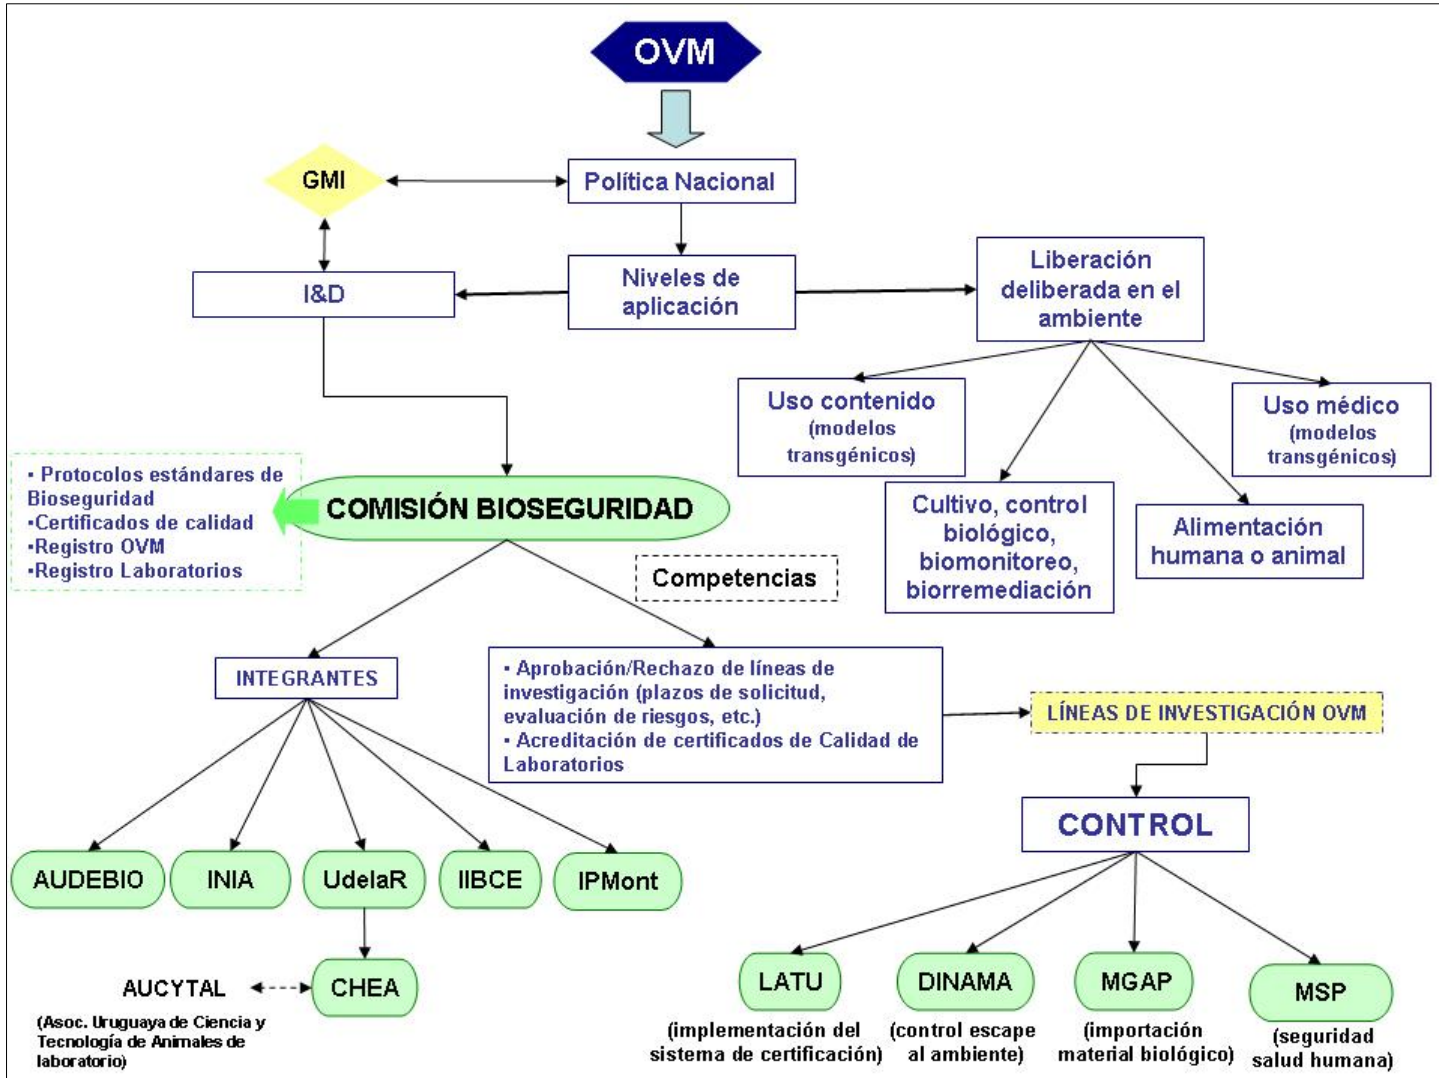 OVM
GMI
Política Nacional
I&D
Niveles de
aplicación
Liberación
deliberada en el
ambiente
Uso contenido
(modelos
transgénicos)
Uso médico
(modelos
transgénicos)
Cultivo, control
biológico,
biomonitoreo,
biorremediación
Alimentación
humana o animal
▪ Protocolos estándares de
Bioseguridad
▪Certificados de calidad
▪Registro OVM
▪Registro Laboratorios
COMISIÓN BIOSEGURIDAD
Competencias
INTEGRANTES
▪ Aprobación/Rechazo de líneas de
investigación (plazos de solicitud,
evaluación de riesgos, etc.)
▪ Acreditación de certificados de Calidad de
Laboratorios
LÍNEAS DE INVESTIGACIÓN OVM
CONTROL
AUDEBIO
INIA
UdelaR
IIBCE
IPMont
AUCYTAL
CHEA
(Asoc. Uruguaya de Ciencia y
Tecnología de Animales de
laboratorio)
LATU
(implementación del
sistema de certificación)
DINAMA
(control escape
al ambiente)
MGAP
(importación
material biológico)
MSP
(seguridad
salud humana)